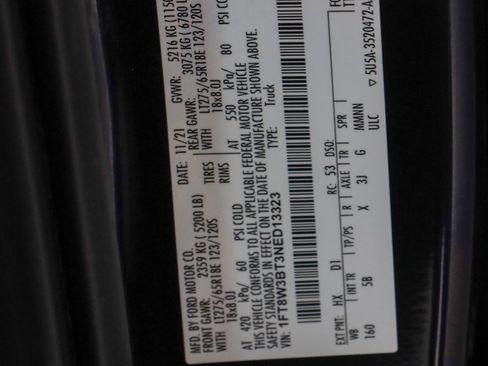 MFD. BY FORD MOTOR CO.
DATE: 11/21 GVWR: 5216 KG (1150
FRONT GAWR: 2359 KG ( 5200 LB) REAR GAWR: 3075 KG ( 6780 L
WITH LT275/65R18E 123/120S TIRES WITH LT275/65R18E 123/120S
18x8.0J RIMS 18x8.0J
AT 420 kPa/ 60 PSI COLD AT 550 kPa/ 80 PSI CO
THIS VEHICLE CONFORMS TO ALL APPLICABLE FEDERAL MOTOR VEHICLE
SAFETY STANDARDS IN EFFECT ON THE DATE OF MANUFACTURE SHOWN ABOVE.
VIN: 1FT8W3BT3NED13323 TYPE: Truck
EXT PNT: HX D1 RC: 53 DSO:
WB INT TR TP/PS R AXLE TR SPR
160 5B X 3J G MMNN
ULC
5U5A-3520472-A